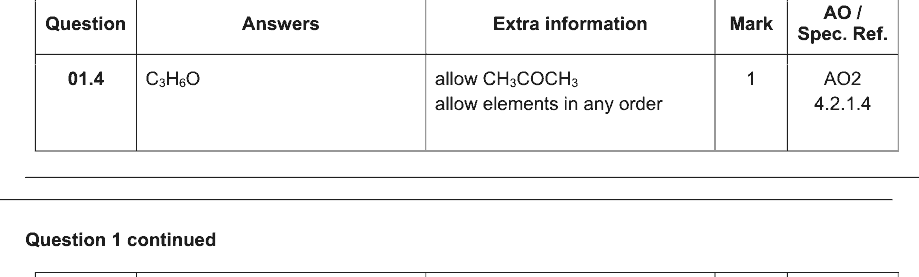 Question Answers Extra information Mark AO / Spec. Ref.
01.4 C₃H₆O allow CH₃COCH₃ 1 AO2
allow elements in any order 4.2.1.4
Question 1 continued